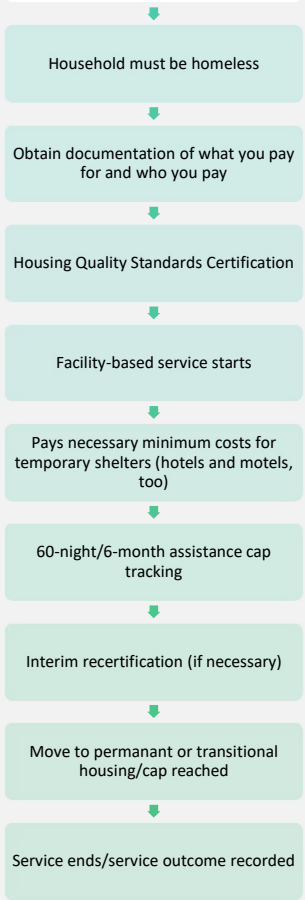 Household must be homeless
Obtain documentation of what you pay
for and who you pay
Housing Quality Standards Certification
Facility-based service starts
Pays necessary minimum costs for
temporary shelters (hotels and motels,
too)
60-night/6-month assistance cap
tracking
Interim recertification (if necessary)
Move to permanant or transitional
housing/cap reached
Service ends/service outcome recorded